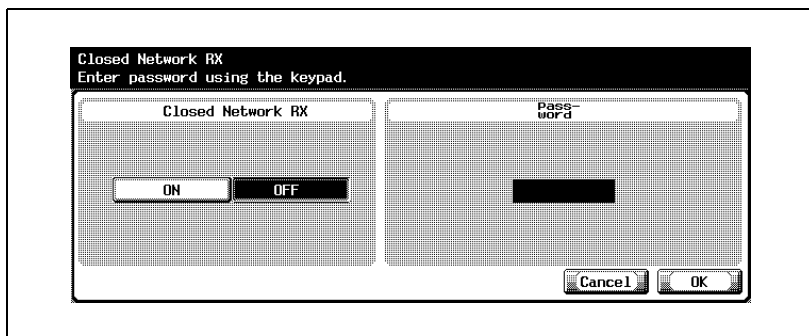 Closed Network RX
Enter password using the keypad.
Closed Network RX
Pass-
word
ON
OFF
Cancel
OK